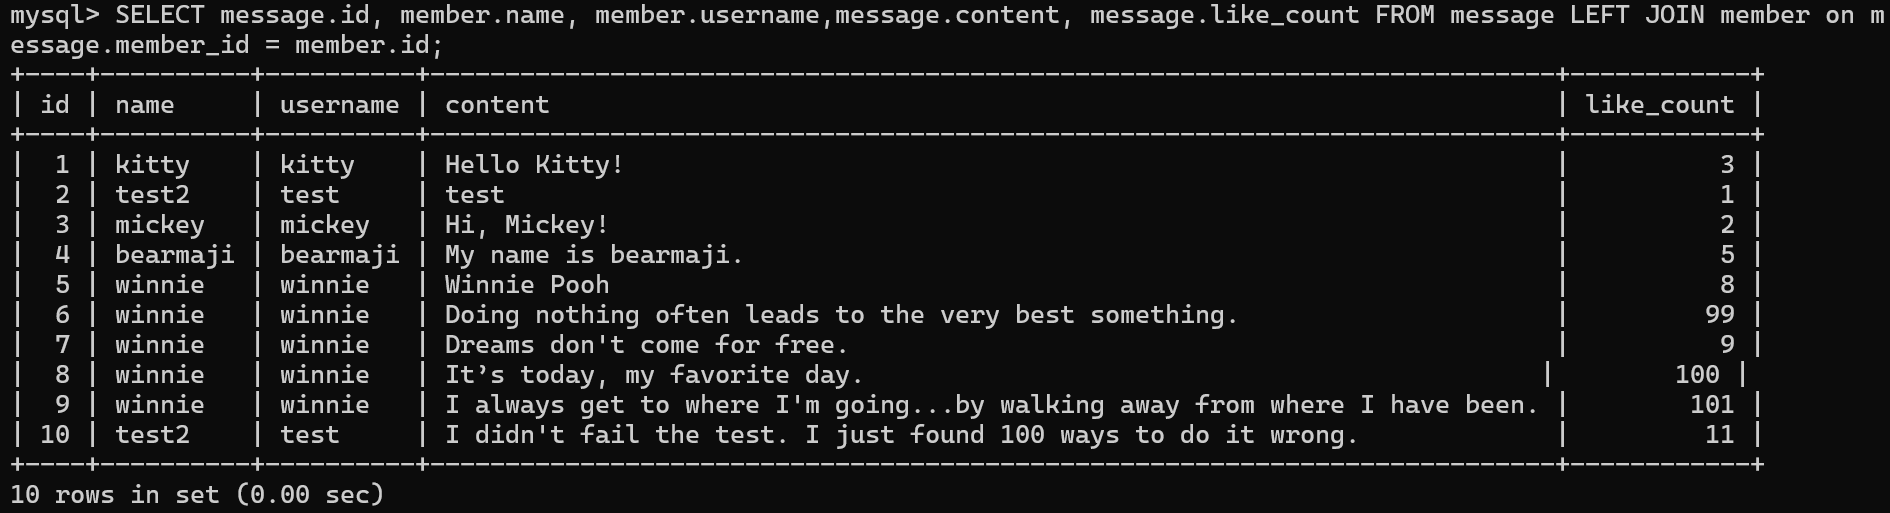 mysql> SELECT message.id, member.name, member.username,message.content, message.like_count FROM message LEFT JOIN member on m
essage.member_id = member.id;
+----+----------+----------+---------------------------------------------------------------------------+------------+
| id | name     | username | content                                                                   | like_count |
+----+----------+----------+---------------------------------------------------------------------------+------------+
|  1 | kitty    | kitty    | Hello Kitty!                                                              |          3 |
|  2 | test2    | test     | test                                                                      |          1 |
|  3 | mickey   | mickey   | Hi, Mickey!                                                               |          2 |
|  4 | bearmaji | bearmaji | My name is bearmaji.                                                      |          5 |
|  5 | winnie   | winnie   | Winnie Pooh                                                               |          8 |
|  6 | winnie   | winnie   | Doing nothing often leads to the very best something.                     |         99 |
|  7 | winnie   | winnie   | Dreams don't come for free.                                               |          9 |
|  8 | winnie   | winnie   | It’s today, my favorite day.                                             |        100 |
|  9 | winnie   | winnie   | I always get to where I'm going...by walking away from where I have been. |        101 |
| 10 | test2    | test     | I didn't fail the test. I just found 100 ways to do it wrong.             |         11 |
+----+----------+----------+---------------------------------------------------------------------------+------------+
10 rows in set (0.00 sec)